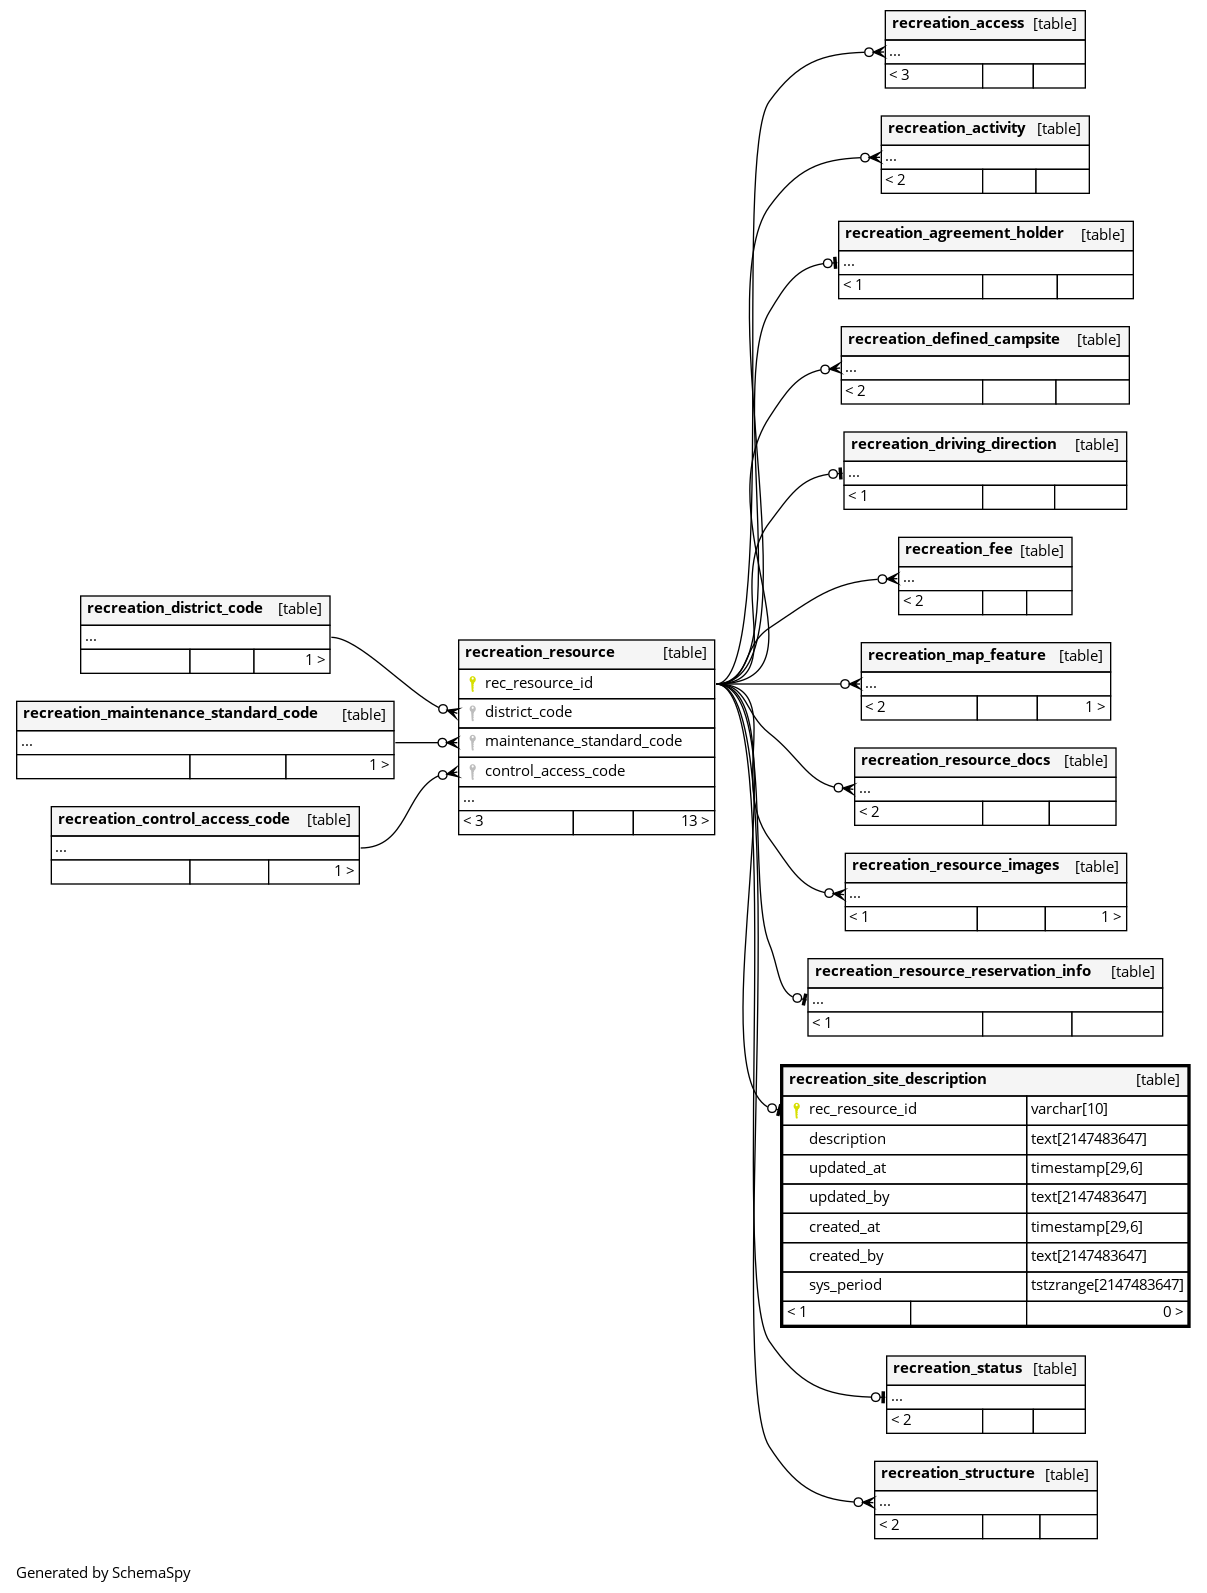 recreation_access [table]
...
< 3
recreation_activity [table]
...
< 2
recreation_agreement_holder [table]
...
< 1
recreation_defined_campsite [table]
...
< 2
recreation_driving_direction [table]
...
< 1
recreation_fee [table]
...
< 2
recreation_district_code [table]
...
1 >
recreation_maintenance_standard_code [table]
...
1 >
recreation_control_access_code [table]
...
1 >
recreation_resource [table]
rec_resource_id
district_code
maintenance_standard_code
control_access_code
...
< 3 13 >
recreation_map_feature [table]
...
< 2 1 >
recreation_resource_docs [table]
...
< 2
recreation_resource_images [table]
...
< 1 1 >
recreation_resource_reservation_info [table]
...
< 1
recreation_site_description [table]
rec_resource_id varchar[10]
description text[2147483647]
updated_at timestamp[29,6]
updated_by text[2147483647]
created_at timestamp[29,6]
created_by text[2147483647]
sys_period tstzrange[2147483647]
< 1 0 >
recreation_status [table]
...
< 2
recreation_structure [table]
...
< 2
Generated by SchemaSpy